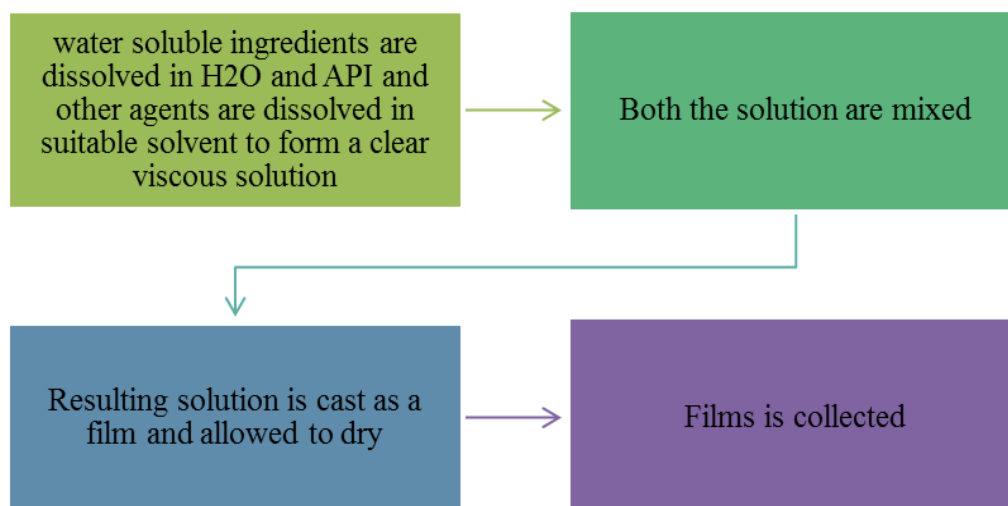 water soluble ingredients are
dissolved in H2O and API and
other agents are dissolved in
suitable solvent to form a clear
viscous solution
Both the solution are mixed
Resulting solution is cast as a
film and allowed to dry
Films is collected